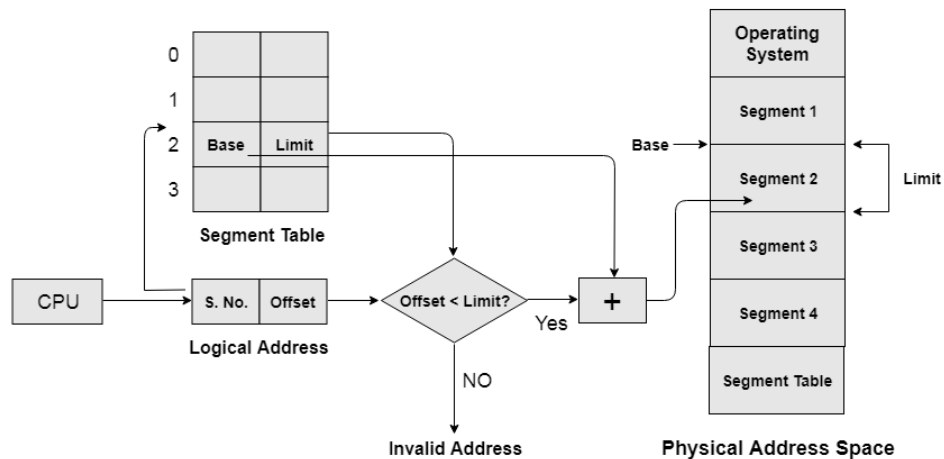 Operating
System
0
1
Segment 1
2
Base
Limit
Base
Segment 2
Limit
3
Segment Table
Segment 3
CPU
S. No.
Offset
Offset < Limit?
Yes
+
Segment 4
Logical Address
NO
Segment Table
Invalid Address
Physical Address Space